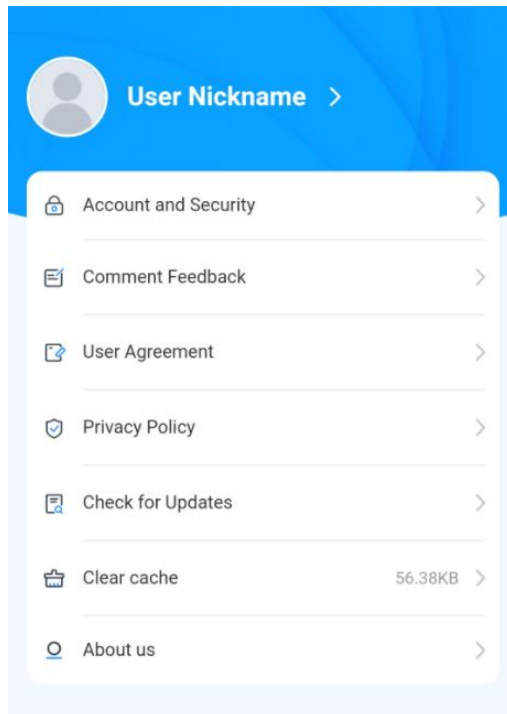 User Nickname
Account and Security
Comment Feedback
User Agreement
Privacy Policy
Check for Updates
Clear cache 56.38KB
About us